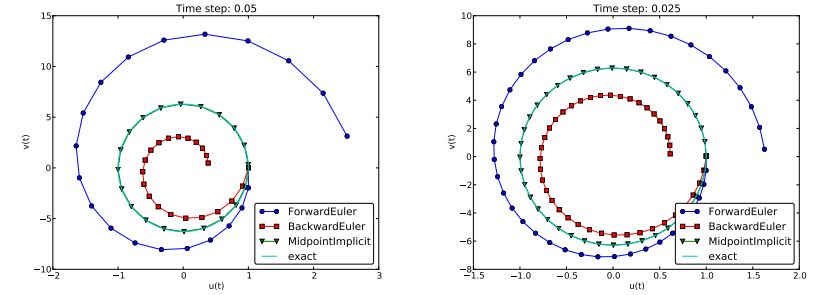 Time step: 0.05
15
10
5
0
−5
−10
v(t)
−2
−1
0
1
2
3
u(t)
ForwardEuler
BackwardEuler
MidpointImplicit
exact
Time step: 0.025
10
8
6
4
2
0
−2
−4
−6
−8
v(t)
−1.5
−1.0
−0.5
0.0
0.5
1.0
1.5
2.0
u(t)
ForwardEuler
BackwardEuler
MidpointImplicit
exact